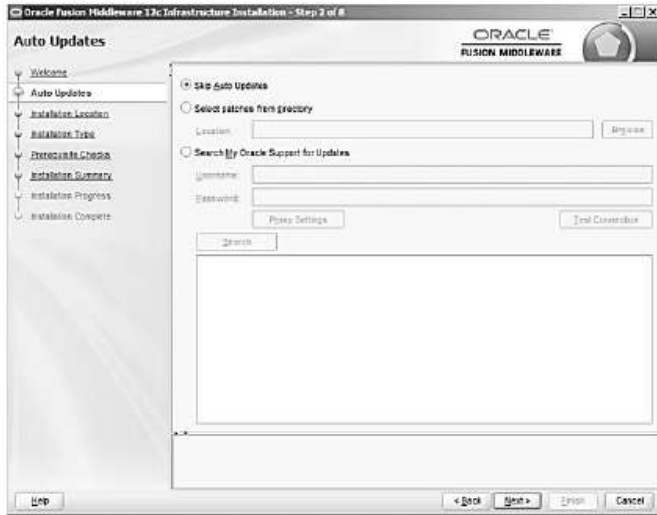 Oracle Fusion Middleware 12c Infrastructure Installation - Step 2 of 8
Auto Updates
ORACLE
FUSION MIDDLEWARE
Welcome
Auto Updates
Installation Location
Installation Type
Prerequisite Checks
Installation Summary
Installation Progress
Installation Complete
Skip Auto Updates
Select patches from directory
Location:
Browse
Search My Oracle Support for Updates
Username:
Password:
Proxy Settings
Test Connection
Search
Help
< Back
Next >
Finish
Cancel